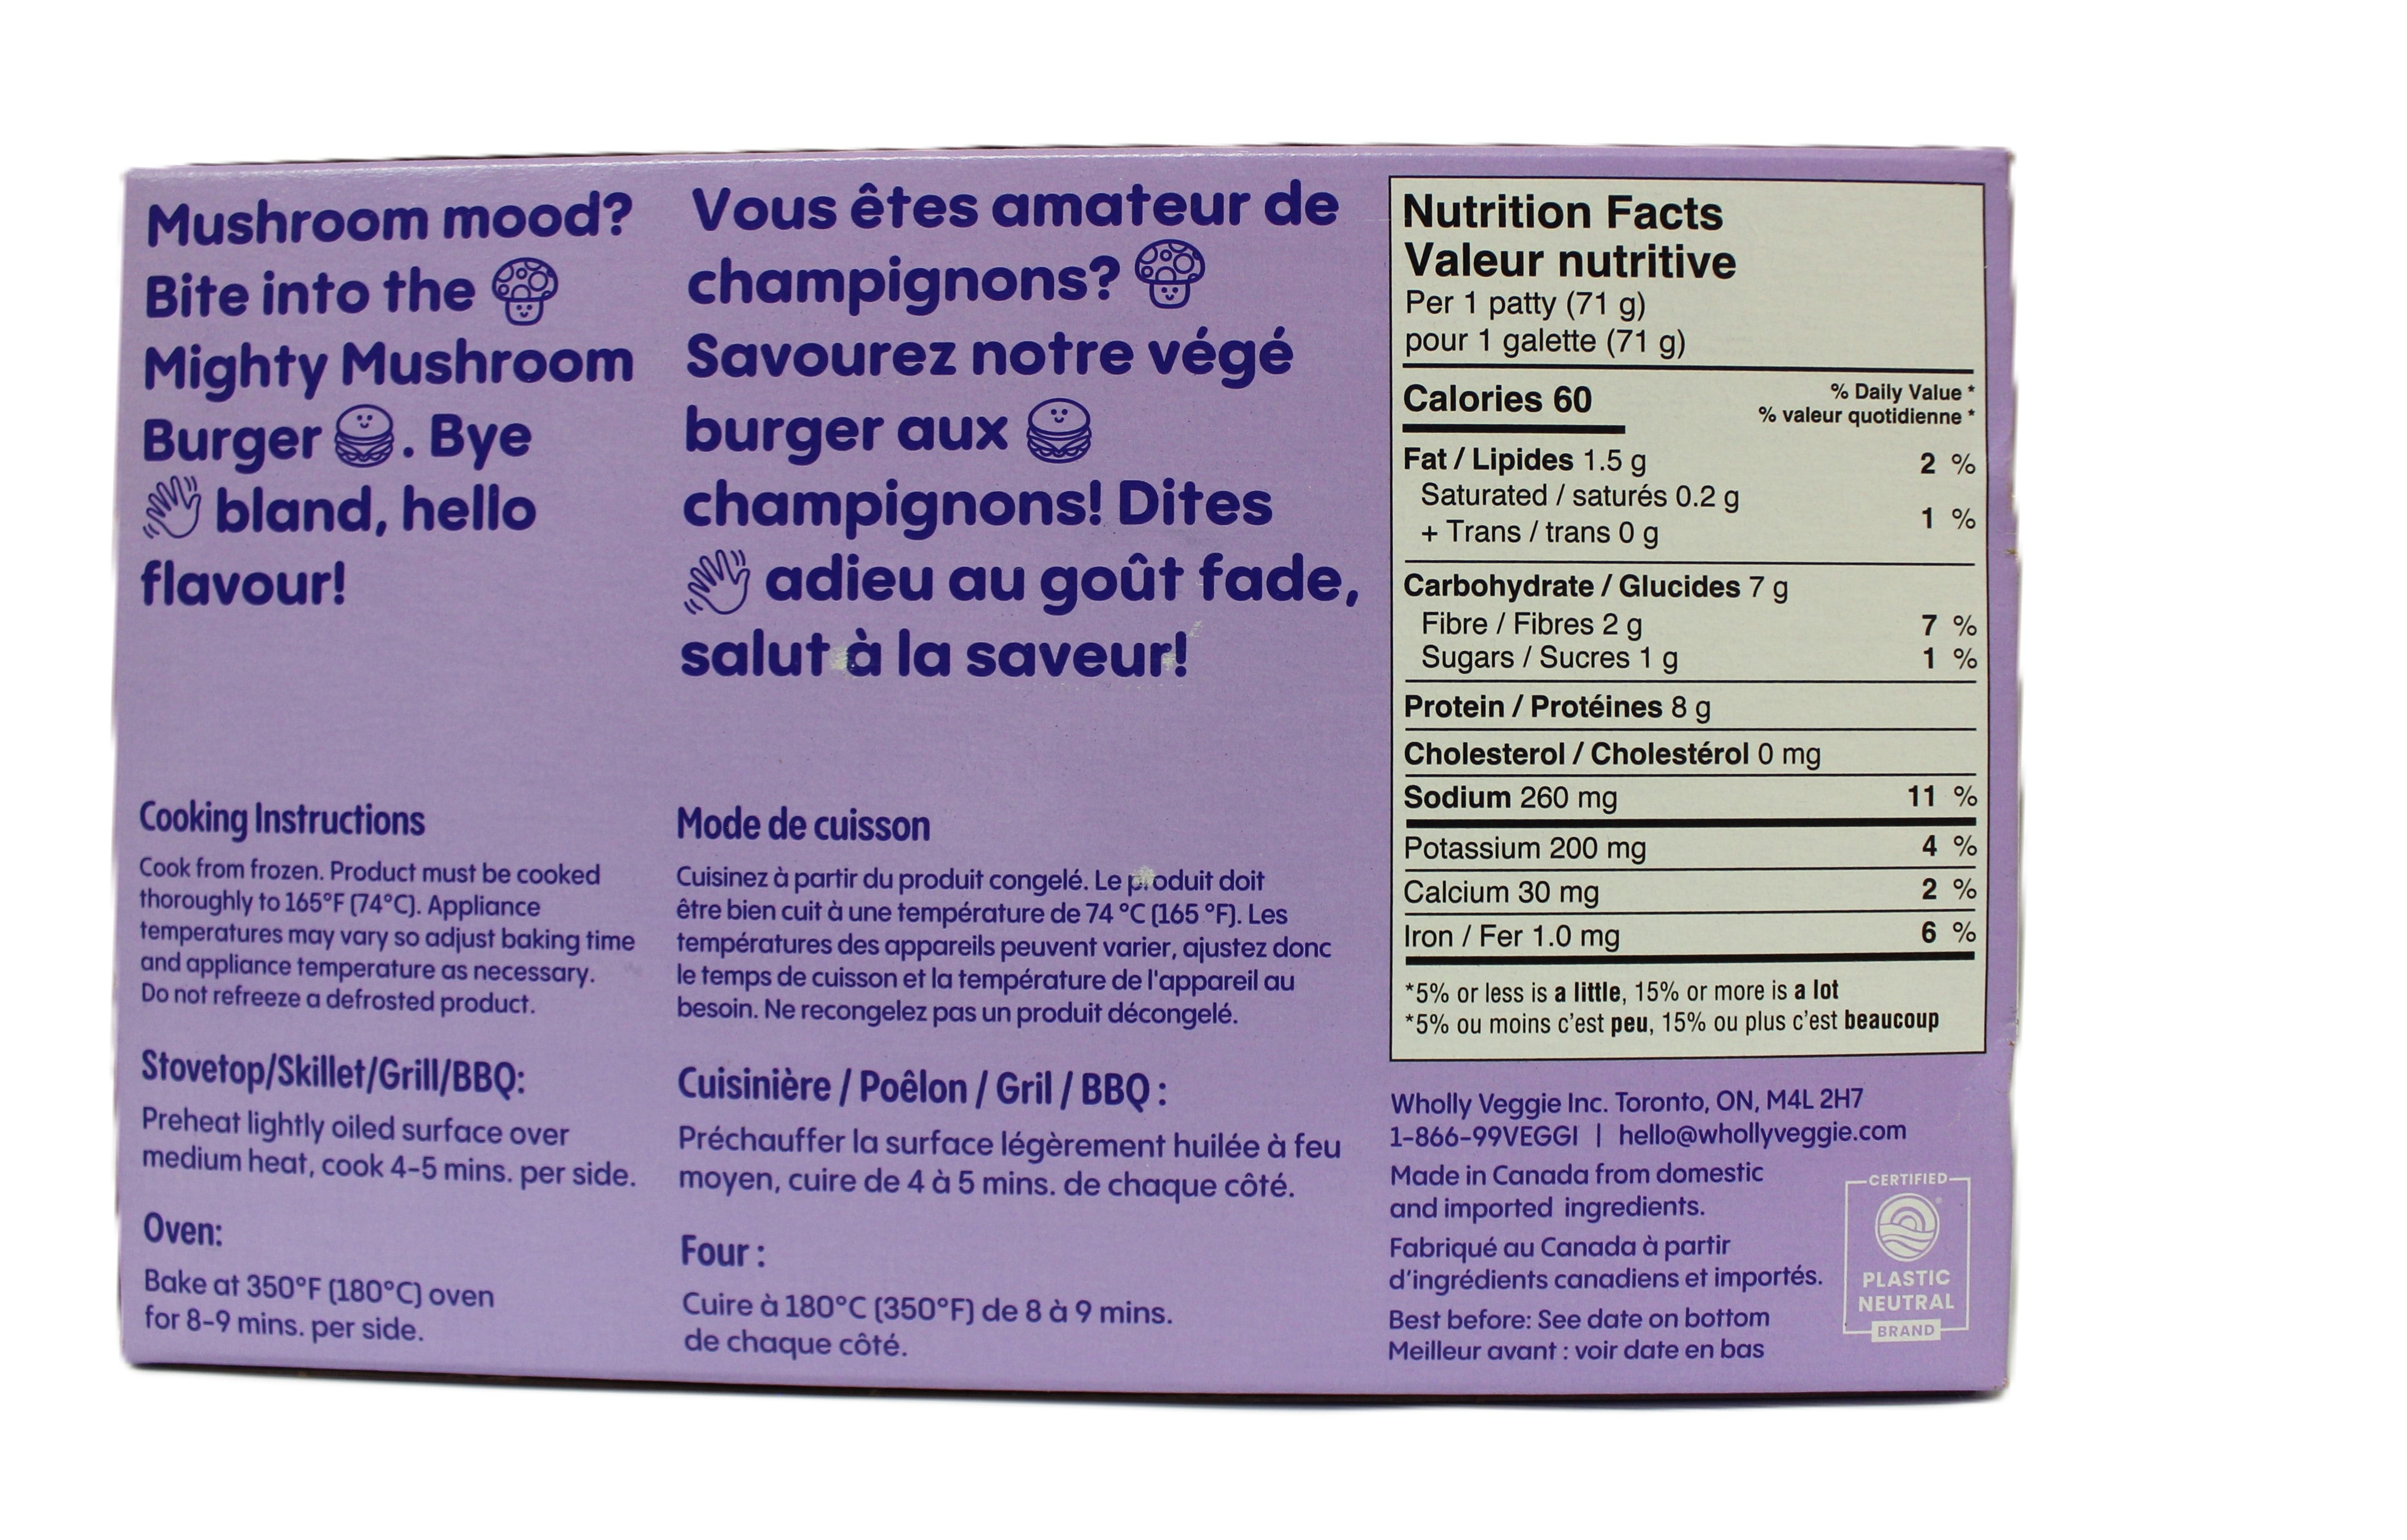 Mushroom mood?
Bite into the
Mighty Mushroom
Burger . Bye
bland, hello
flavour!
Cooking Instructions
Cook from frozen. Product must be cooked
thoroughly to 165°F (74°C). Appliance
temperatures may vary so adjust baking time
and appliance temperature as necessary.
Do not refreeze a defrosted product.
Stovetop/Skillet/Grill/BBQ:
Preheat lightly oiled surface over
medium heat, cook 4-5 mins. per side.
Oven:
Bake at 350°F (180°C) oven
for 8-9 mins. per side.
Vous êtes amateur de
champignons?
Savourez notre végé
burger aux
champignons! Dites
adieu au goût fade,
salut à la saveur!
Mode de cuisson
Cuisinez à partir du produit congelé. Le produit doit
être bien cuit à une température de 74 °C (165 °F). Les
températures des appareils peuvent varier, ajustez donc
le temps de cuisson et la température de l'appareil au
besoin. Ne recongelez pas un produit décongelé.
Cuisinière / Poêlon / Gril / BBQ :
Préchauffer la surface légèrement huilée à feu
moyen, cuire de 4 à 5 mins. de chaque côté.
Four :
Cuire à 180°C (350°F) de 8 à 9 mins.
de chaque côté.
Nutrition Facts
Valeur nutritive
Per 1 patty (71 g)
pour 1 galette (71 g)
Calories 60
% Daily Value *
% valeur quotidienne *
Fat / Lipides 1.5 g 2 %
Saturated / saturés 0.2 g
+ Trans / trans 0 g 1 %
Carbohydrate / Glucides 7 g
Fibre / Fibres 2 g 7 %
Sugars / Sucres 1 g 1 %
Protein / Protéines 8 g
Cholesterol / Cholestérol 0 mg
Sodium 260 mg 11 %
Potassium 200 mg 4 %
Calcium 30 mg 2 %
Iron / Fer 1.0 mg 6 %
*5% or less is a little, 15% or more is a lot
*5% ou moins c'est peu, 15% ou plus c'est beaucoup
Wholly Veggie Inc. Toronto, ON, M4L 2H7
1-866-99VEGGI | hello@whollyveggie.com
Made in Canada from domestic
and imported ingredients.
Fabriqué au Canada à partir
d'ingrédients canadiens et importés.
Best before: See date on bottom
Meilleur avant : voir date en bas
CERTIFIED
PLASTIC
NEUTRAL
BRAND